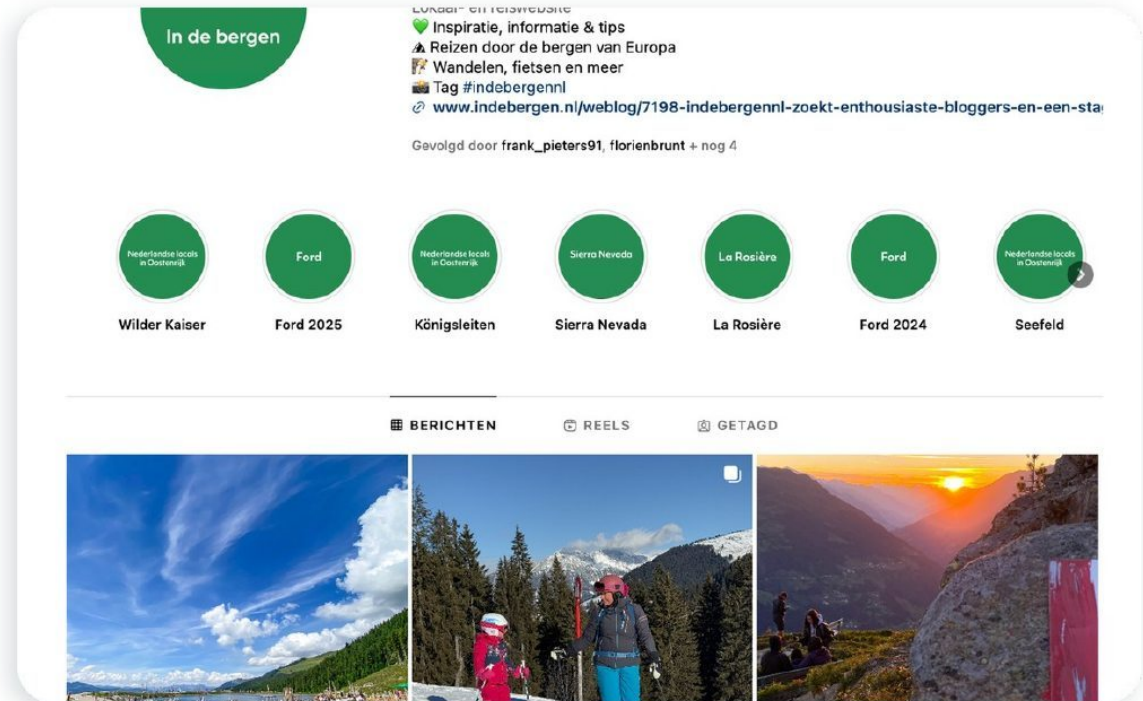 In de bergen
Lokaal- en reiswebsite
💚 Inspiratie, informatie & tips
🏔 Reizen door de bergen van Europa
🧗 Wandelen, fietsen en meer
📸 Tag #indebergennl
www.indebergen.nl/weblog/7198-indebergennl-zoekt-enthousiaste-bloggers-en-een-sta
Gevolgd door frank_pieters91, florienbrunt + nog 4
Nederlandse locals
in Oostenrijk
Ford
Nederlandse locals
in Oostenrijk
Sierra Nevada
La Rosière
Ford
Nederlandse locals
in Oostenrijk
Wilder Kaiser
Ford 2025
Königsleiten
Sierra Nevada
La Rosière
Ford 2024
Seefeld
BERICHTEN
REELS
GETAGD